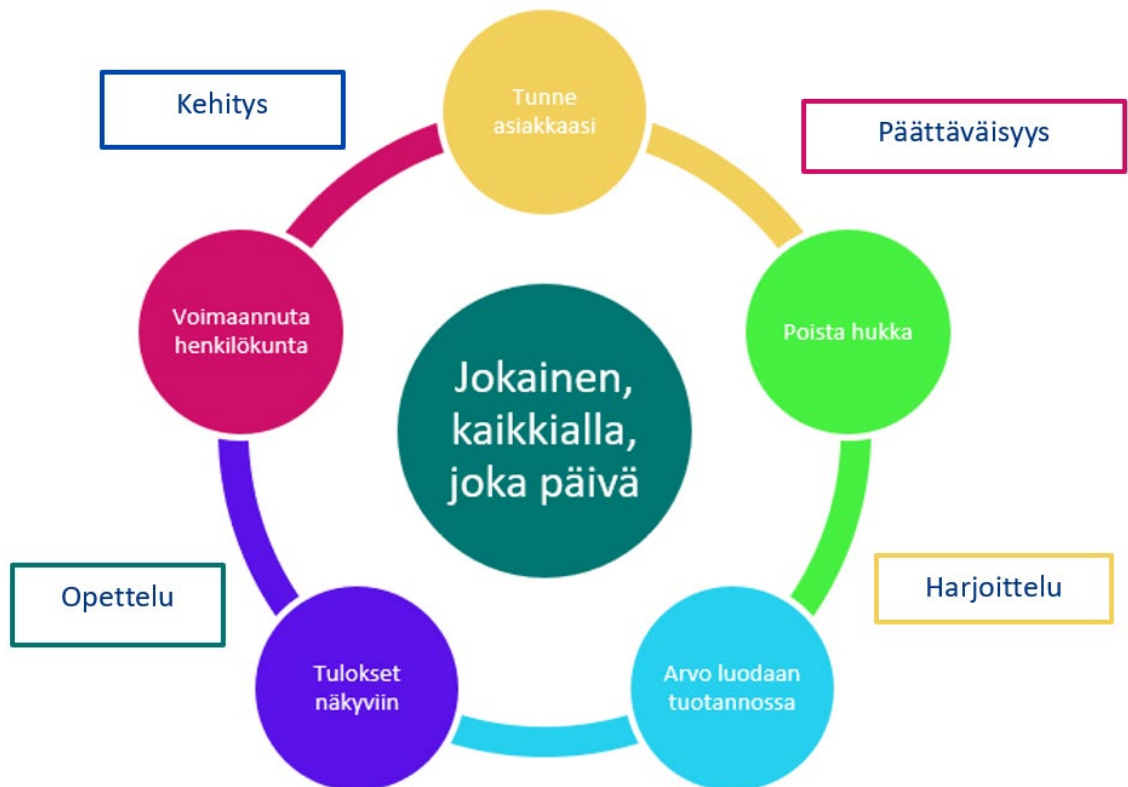 Kehitys
Tunne
asiakkaasi
Päättäväisyys
Voimaannuta
henkilökunta
Poista hukka
Jokainen,
kaikkialla,
joka päivä
Opettelu
Harjoittelu
Tulokset
näkyviin
Arvo luodaan
tuotannossa